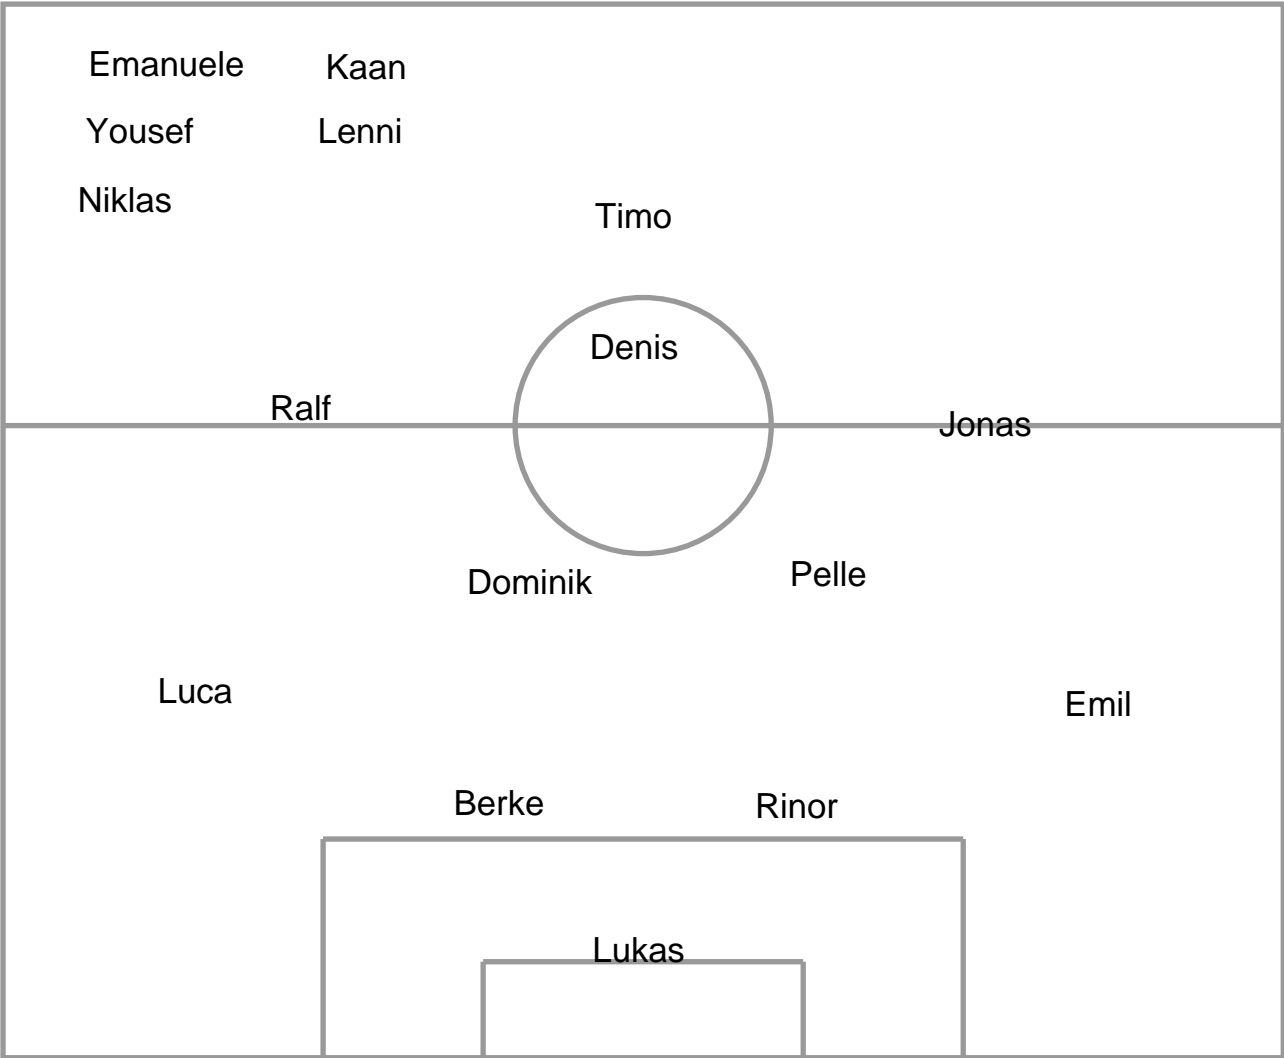 Emanuele Kaan
Yousef Lenni
Niklas
Timo
Denis
Ralf
Jonas
Dominik
Pelle
Luca
Emil
Berke
Rinor
Lukas